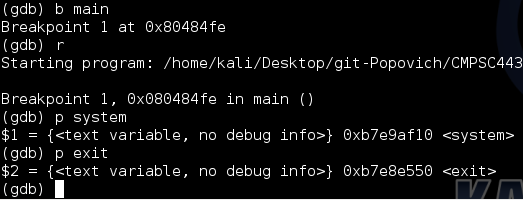 (gdb) b main
Breakpoint 1 at 0x80484fe
(gdb) r
Starting program: /home/kali/Desktop/git-Popovich/CMPSC443
Breakpoint 1, 0x080484fe in main ()
(gdb) p system
$1 = {<text variable, no debug info>} 0xb7e9af10 <system>
(gdb) p exit
$2 = {<text variable, no debug info>} 0xb7e8e550 <exit>
(gdb)